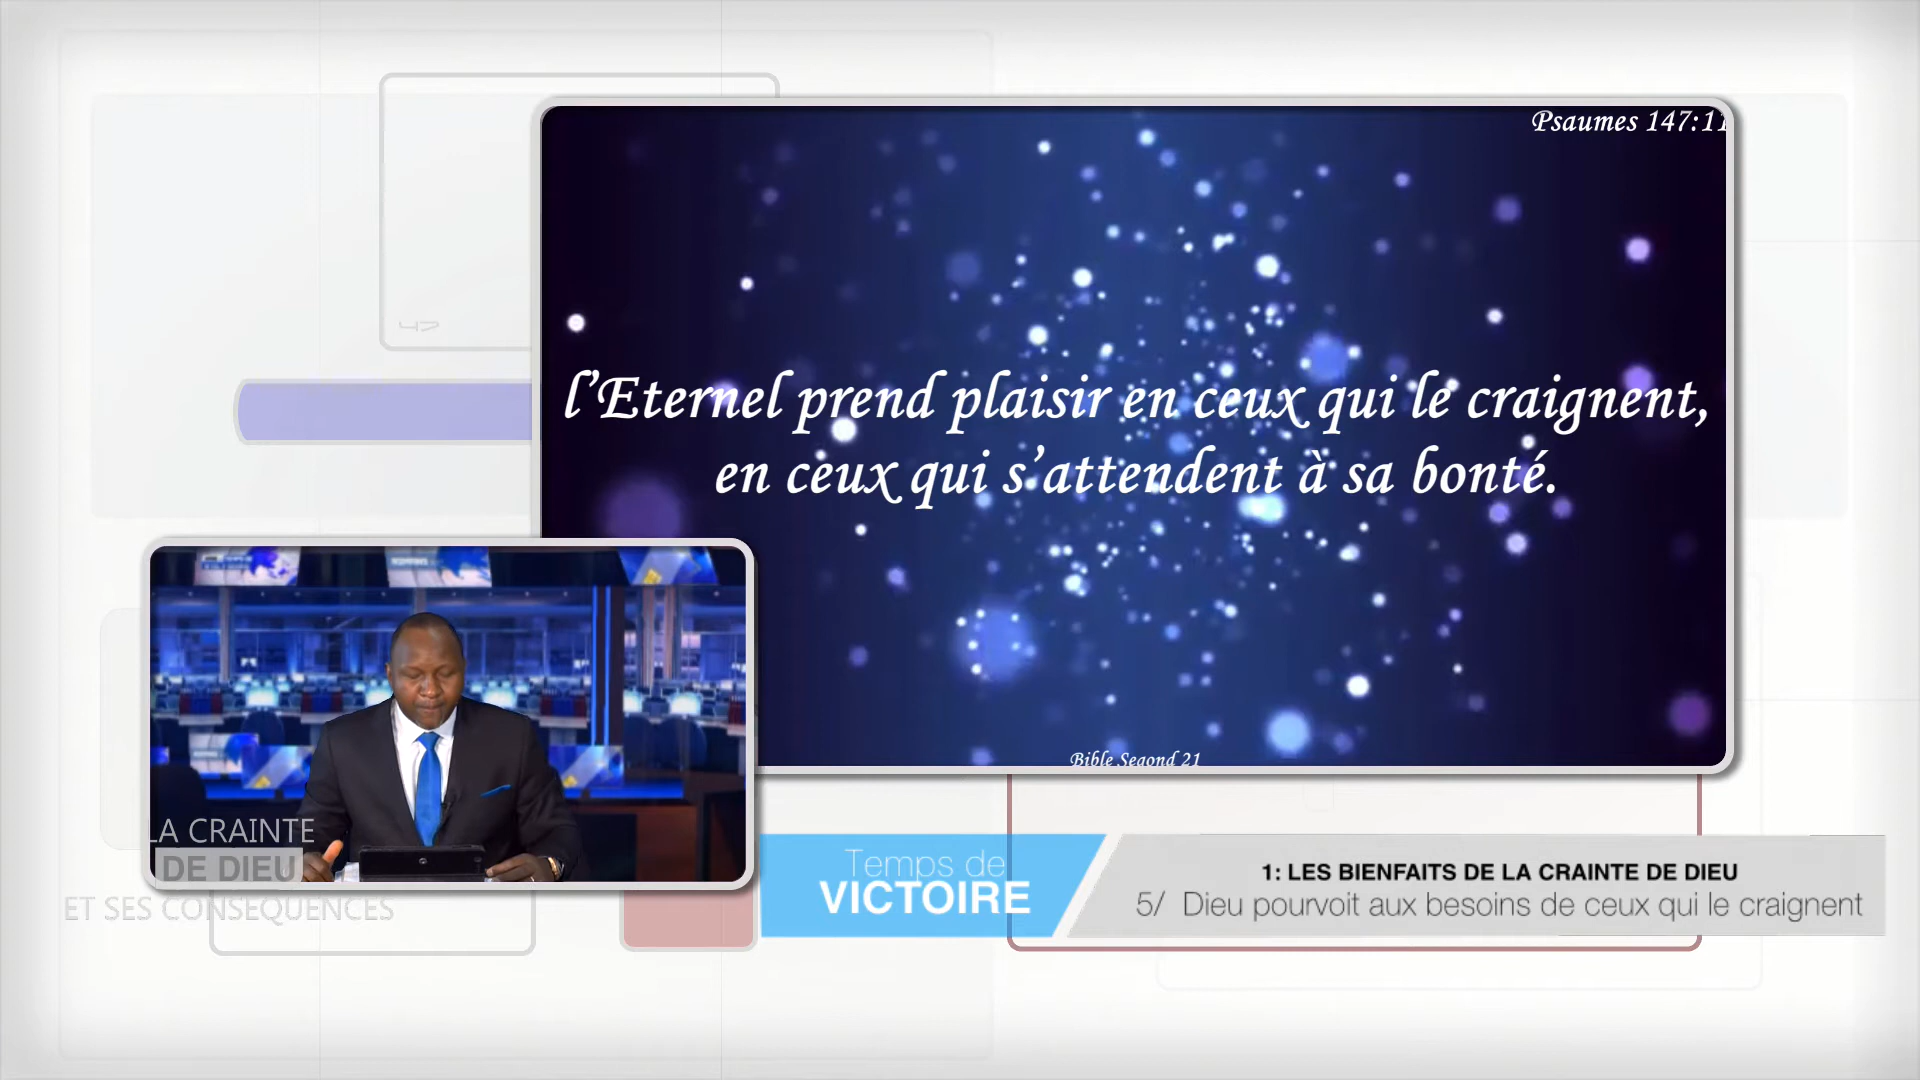 Psaumes 147:11
l'Eternel prend plaisir en ceux qui le craignent,
en ceux qui s'attendent à sa bonté.
Bible Segond 21
LA CRAINTE
DE DIEU
ET SES CONSEQUENCES
Temps de
VICTOIRE
1: LES BIENFAITS DE LA CRAINTE DE DIEU
5/ Dieu pourvoit aux besoins de ceux qui le craignent